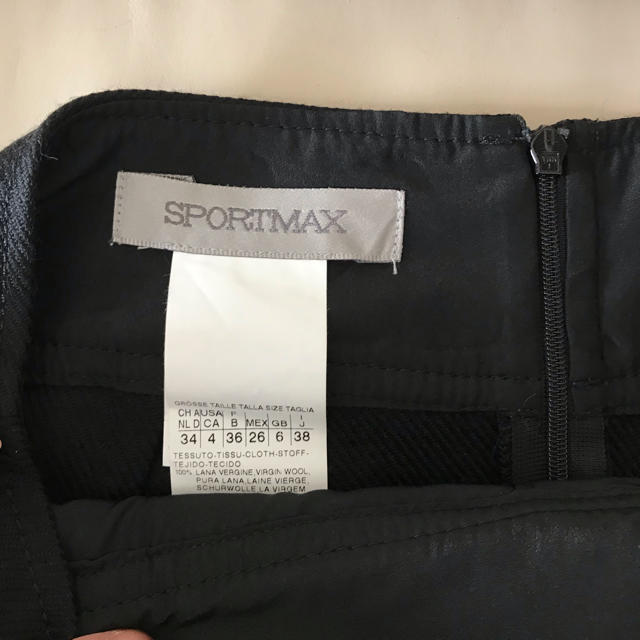 SPORTMAX
GRÖSSE TAILLE TALLA SIZE TAGLIA
CH A USA F I I
NL D CA B MEX GB J
34 4 36 26 6 38
TESSUTO-TISSU-CLOTH-STOFF-
TEJIDO-TECIDO
100% LANA VERGINE,VIRGIN WOOL,
PURA LANA,LAINE VIERGE,
SCHURWOLLE LA VIRGEM